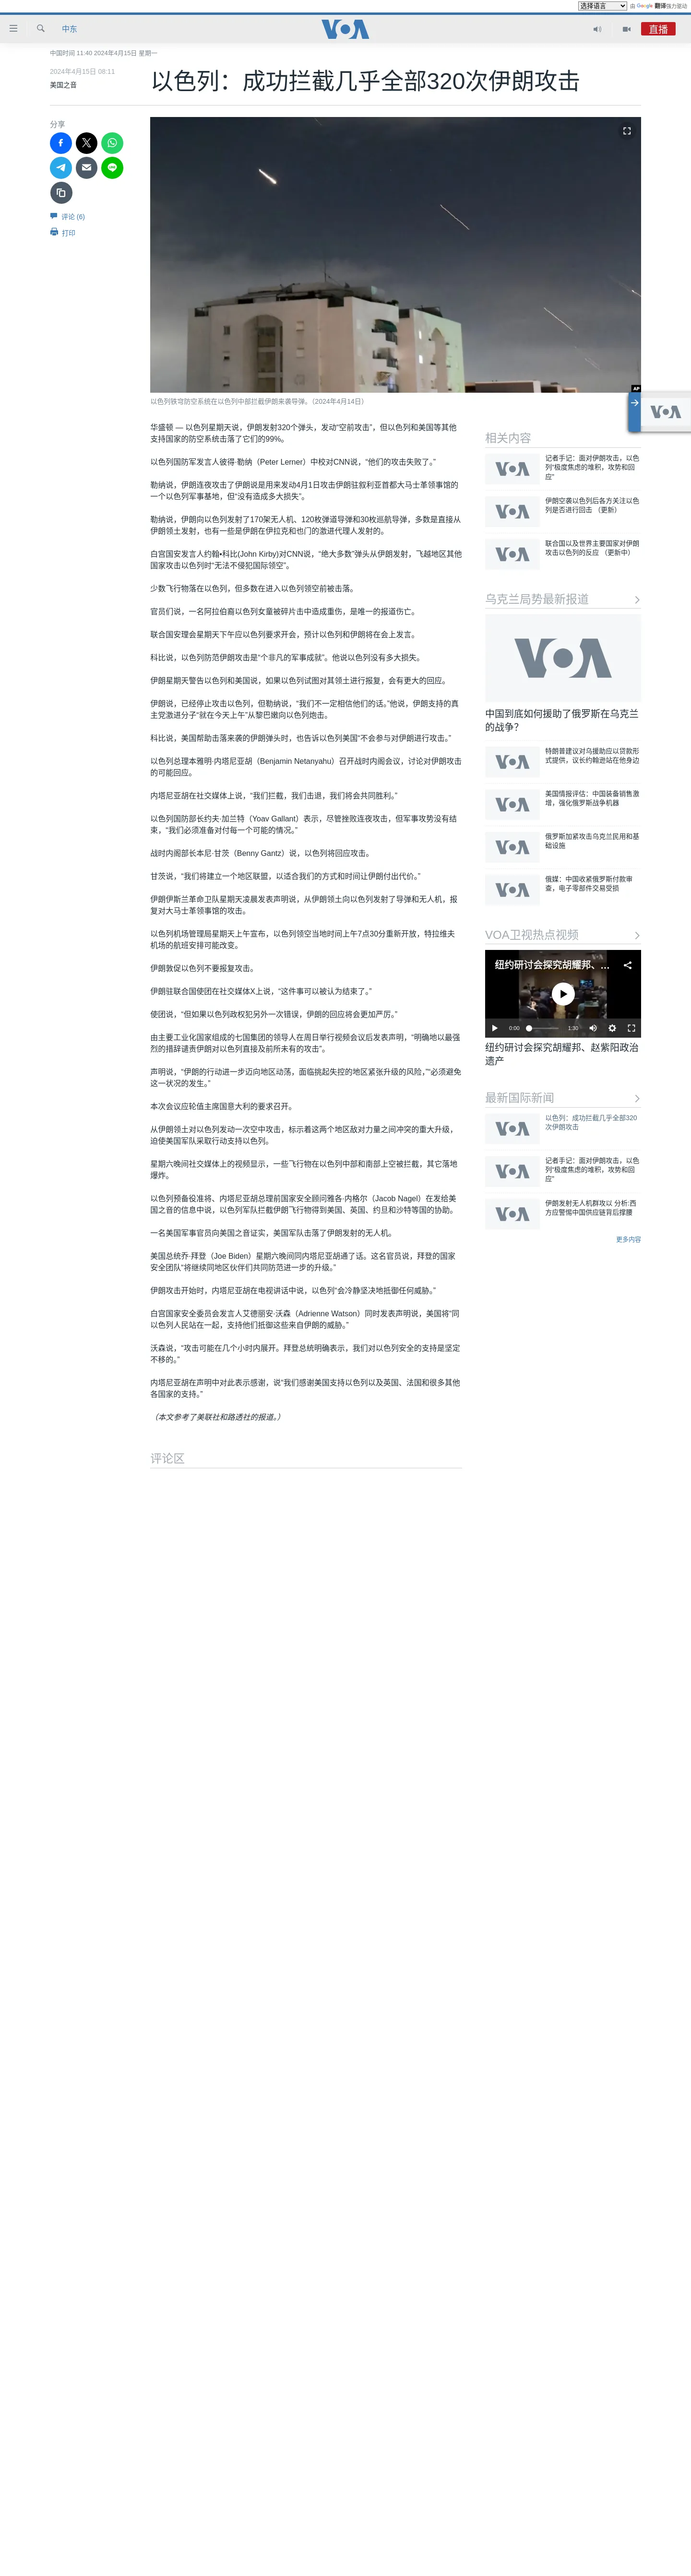 选择语言 由 Google 翻译强力驱动
中东
VOA
直播
中国时间 11:40 2024年4月15日 星期一
2024年4月15日 08:11
美国之音
以色列：成功拦截几乎全部320次伊朗攻击
分享
评论 (6)
打印
AP
以色列铁穹防空系统在以色列中部拦截伊朗来袭导弹。（2024年4月14日）
VOA
华盛顿 — 以色列星期天说，伊朗发射320个弹头，发动“空前攻击”，但以色列和美国等其他
支持国家的防空系统击落了它们的99%。
以色列国防军发言人彼得·勒纳（Peter Lerner）中校对CNN说，“他们的攻击失败了。”
勒纳说，伊朗连夜攻击了伊朗说是用来发动4月1日攻击伊朗驻叙利亚首都大马士革领事馆的
一个以色列军事基地，但“没有造成多大损失”。
勒纳说，伊朗向以色列发射了170架无人机、120枚弹道导弹和30枚巡航导弹，多数是直接从
伊朗领土发射，也有一些是伊朗在伊拉克和也门的激进代理人发射的。
白宫国安发言人约翰•科比(John Kirby)对CNN说，“绝大多数”弹头从伊朗发射，飞越地区其他
国家攻击以色列时“无法不侵犯国际领空”。
少数飞行物落在以色列，但多数在进入以色列领空前被击落。
官员们说，一名阿拉伯裔以色列女童被碎片击中造成重伤，是唯一的报道伤亡。
联合国安理会星期天下午应以色列要求开会，预计以色列和伊朗将在会上发言。
科比说，以色列防范伊朗攻击是“个非凡的军事成就”。他说以色列没有多大损失。
伊朗星期天警告以色列和美国说，如果以色列试图对其领土进行报复，会有更大的回应。
伊朗说，已经停止攻击以色列，但勒纳说，“我们不一定相信他们的话。”他说，伊朗支持的真
主党激进分子“就在今天上午”从黎巴嫩向以色列炮击。
科比说，美国帮助击落来袭的伊朗弹头时，也告诉以色列美国“不会参与对伊朗进行攻击。”
以色列总理本雅明·内塔尼亚胡（Benjamin Netanyahu）召开战时内阁会议，讨论对伊朗攻击
的可能回应。
内塔尼亚胡在社交媒体上说，“我们拦截，我们击退，我们将会共同胜利。”
以色列国防部长约夫·加兰特（Yoav Gallant）表示，尽管挫败连夜攻击，但军事攻势没有结
束，“我们必须准备对付每一个可能的情况。”
战时内阁部长本尼·甘茨（Benny Gantz）说，以色列将回应攻击。
甘茨说，“我们将建立一个地区联盟，以适合我们的方式和时间让伊朗付出代价。”
伊朗伊斯兰革命卫队星期天凌晨发表声明说，从伊朗领土向以色列发射了导弹和无人机，报
复对大马士革领事馆的攻击。
以色列机场管理局星期天上午宣布，以色列领空当地时间上午7点30分重新开放，特拉维夫
机场的航班安排可能改变。
伊朗敦促以色列不要报复攻击。
伊朗驻联合国使团在社交媒体X上说，“这件事可以被认为结束了。”
使团说，“但如果以色列政权犯另外一次错误，伊朗的回应将会更加严厉。”
由主要工业化国家组成的七国集团的领导人在周日举行视频会议后发表声明，“明确地以最强
烈的措辞谴责伊朗对以色列直接及前所未有的攻击”。
声明说，“伊朗的行动进一步迈向地区动荡，面临挑起失控的地区紧张升级的风险，”“必须避免
这一状况的发生。”
本次会议应轮值主席国意大利的要求召开。
从伊朗领土对以色列发动一次空中攻击，标示着这两个地区敌对力量之间冲突的重大升级，
迫使美国军队采取行动支持以色列。
星期六晚间社交媒体上的视频显示，一些飞行物在以色列中部和南部上空被拦截，其它落地
爆炸。
以色列预备役准将、内塔尼亚胡总理前国家安全顾问雅各·内格尔（Jacob Nagel）在发给美
国之音的信息中说，以色列军队拦截伊朗飞行物得到美国、英国、约旦和沙特等国的协助。
一名美国军事官员向美国之音证实，美国军队击落了伊朗发射的无人机。
美国总统乔·拜登（Joe Biden）星期六晚间同内塔尼亚胡通了话。这名官员说，拜登的国家
安全团队“将继续同地区伙伴们共同防范进一步的升级。”
伊朗攻击开始时，内塔尼亚胡在电视讲话中说，以色列“会冷静坚决地抵御任何威胁。”
白宫国家安全委员会发言人艾德丽安·沃森（Adrienne Watson）同时发表声明说，美国将“同
以色列人民站在一起，支持他们抵御这些来自伊朗的威胁。”
沃森说，“攻击可能在几个小时内展开。拜登总统明确表示，我们对以色列安全的支持是坚定
不移的。”
内塔尼亚胡在声明中对此表示感谢，说“我们感谢美国支持以色列以及英国、法国和很多其他
各国家的支持。”
（本文参考了美联社和路透社的报道。）
评论区
相关内容
VOA
记者手记：面对伊朗攻击，以色
列“极度焦虑的堆积，攻势和回
应”
VOA
伊朗空袭以色列后各方关注以色
列是否进行回击 （更新）
VOA
联合国以及世界主要国家对伊朗
攻击以色列的反应 （更新中）
乌克兰局势最新报道
VOA
中国到底如何援助了俄罗斯在乌克兰
的战争？
VOA
特朗普建议对乌援助应以贷款形
式提供，议长约翰逊站在他身边
VOA
美国情报评估：中国装备销售激
增，强化俄罗斯战争机器
VOA
俄罗斯加紧攻击乌克兰民用和基
础设施
VOA
俄媒：中国收紧俄罗斯付款审
查，电子零部件交易受损
VOA卫视热点视频
纽约研讨会探究胡耀邦、...
0:00 1:30
纽约研讨会探究胡耀邦、赵紫阳政治
遗产
最新国际新闻
VOA
以色列：成功拦截几乎全部320
次伊朗攻击
VOA
记者手记：面对伊朗攻击，以色
列“极度焦虑的堆积，攻势和回
应”
VOA
伊朗发射无人机群攻以 分析:西
方应警惕中国供应链背后撑腰
更多内容